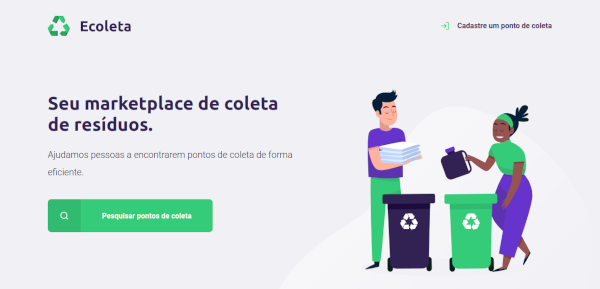 Ecoleta
Cadastre um ponto de coleta
Seu marketplace de coleta
de resíduos.
Ajudamos pessoas a encontrarem pontos de coleta de forma
eficiente.
Pesquisar pontos de coleta